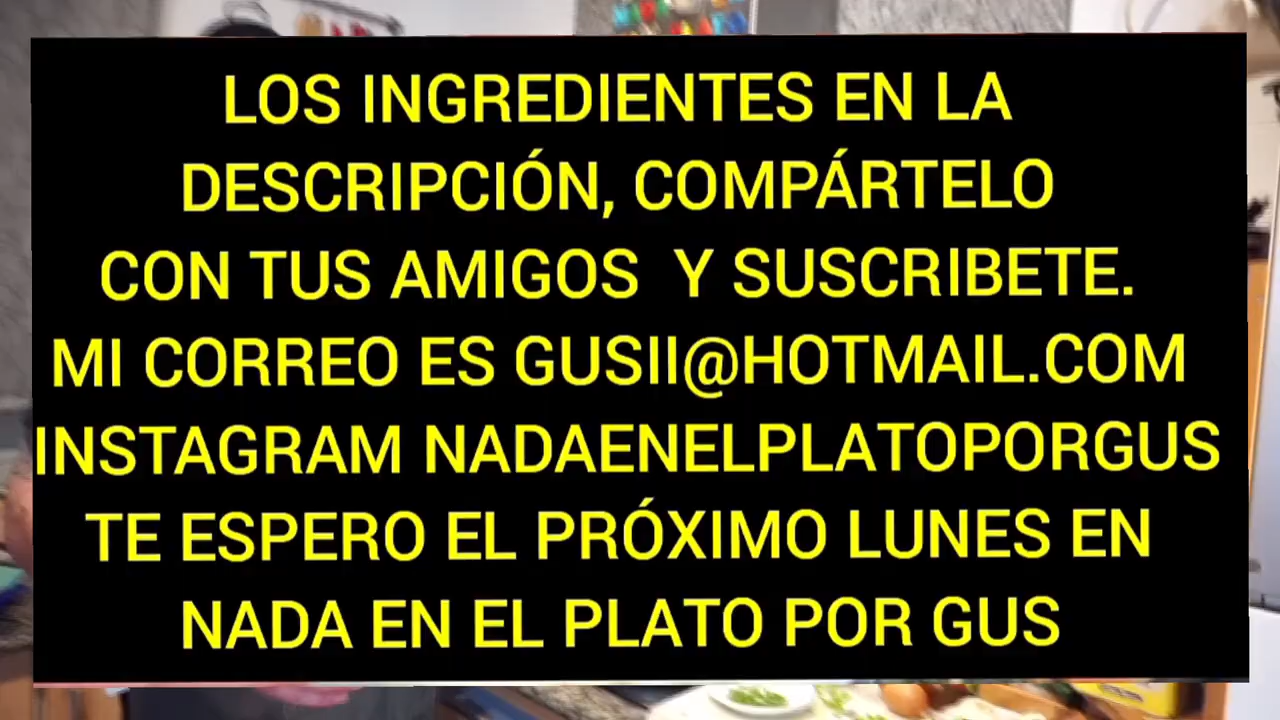 LOS INGREDIENTES EN LA
DESCRIPCIÓN, COMPÁRTELO
CON TUS AMIGOS Y SUSCRIBETE.
MI CORREO ES GUSII@HOTMAIL.COM
INSTAGRAM NADAENELPLATOPORGUS
TE ESPERO EL PRÓXIMO LUNES EN
NADA EN EL PLATO POR GUS